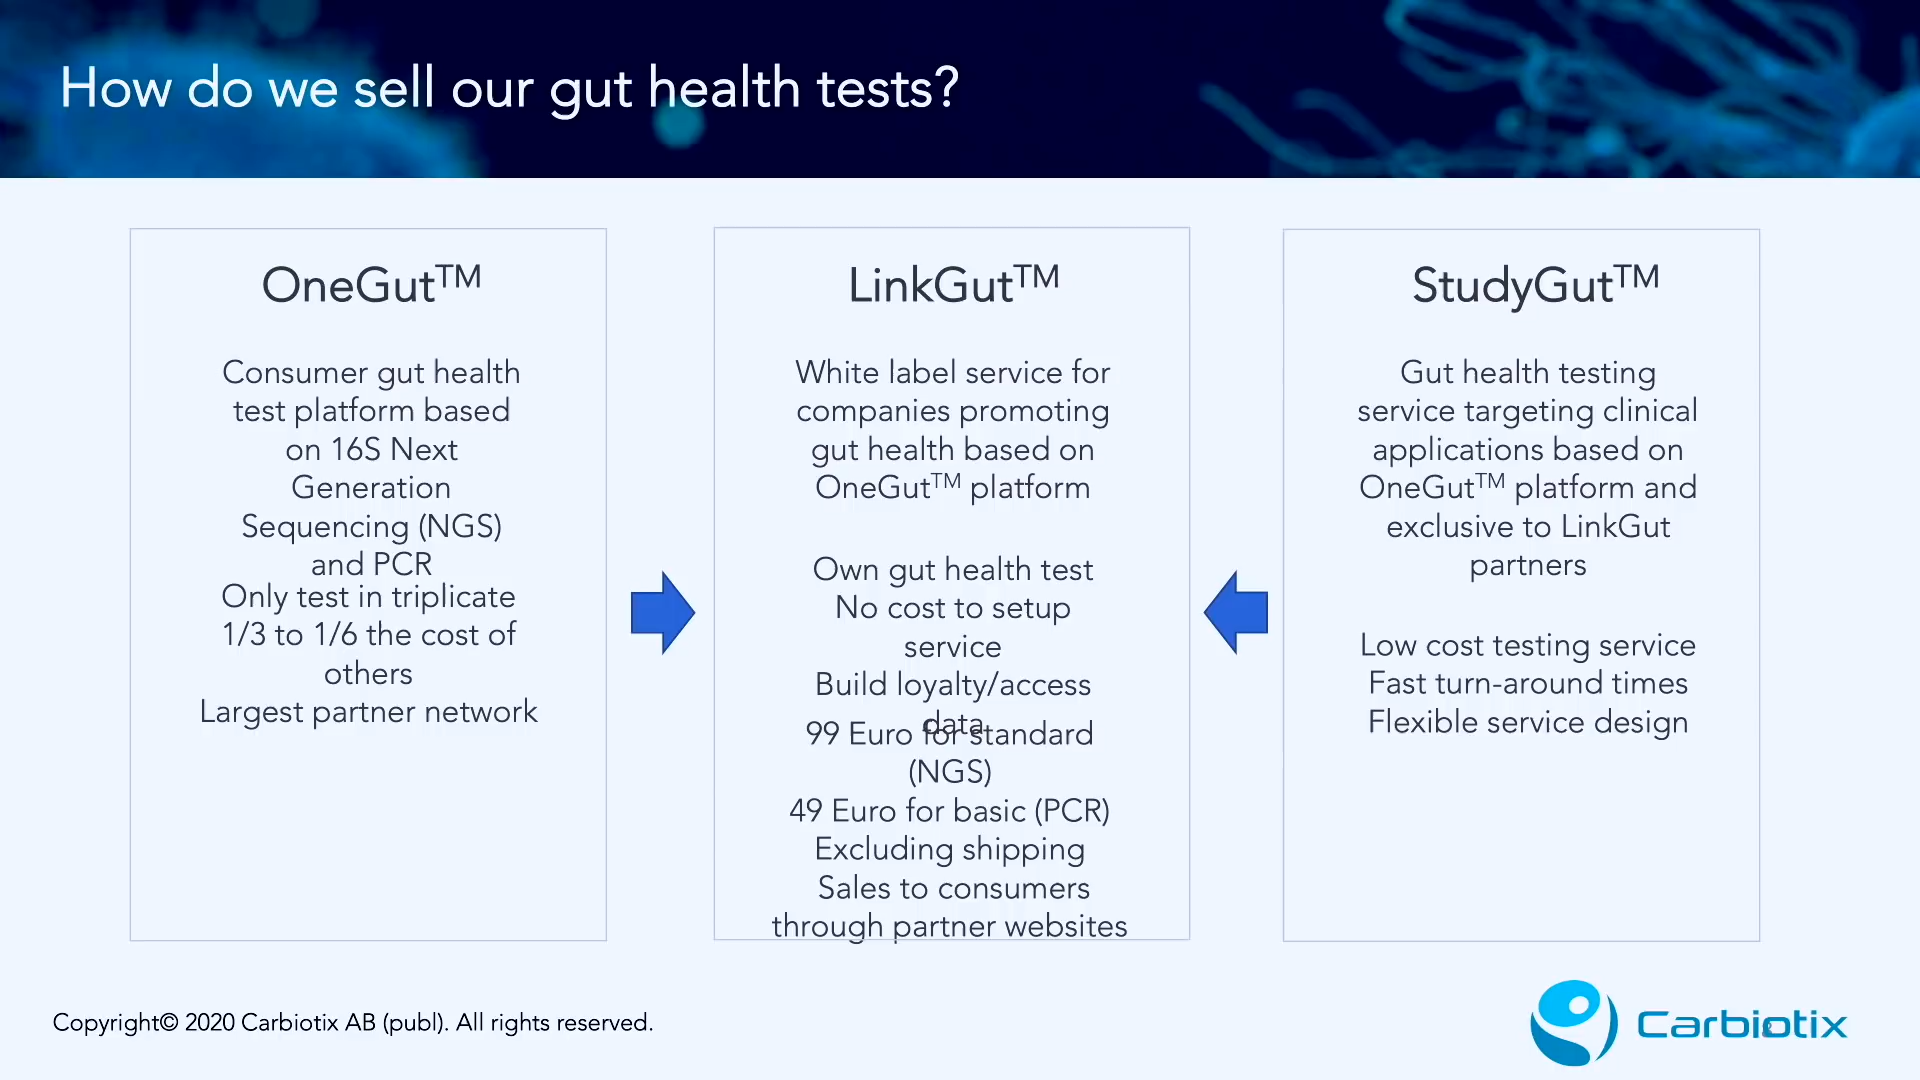 How do we sell our gut health tests?
OneGut™
Consumer gut health
test platform based
on 16S Next
Generation
Sequencing (NGS)
and PCR
Only test in triplicate
1/3 to 1/6 the cost of
others
Largest partner network
LinkGut™
White label service for
companies promoting
gut health based on
OneGut™ platform
Own gut health test
No cost to setup
service
Build loyalty/access
data
99 Euro for standard
(NGS)
49 Euro for basic (PCR)
Excluding shipping
Sales to consumers
through partner websites
StudyGut™
Gut health testing
service targeting clinical
applications based on
OneGut™ platform and
exclusive to LinkGut
partners
Low cost testing service
Fast turn-around times
Flexible service design
Copyright© 2020 Carbiotix AB (publ). All rights reserved.
Carbiotix